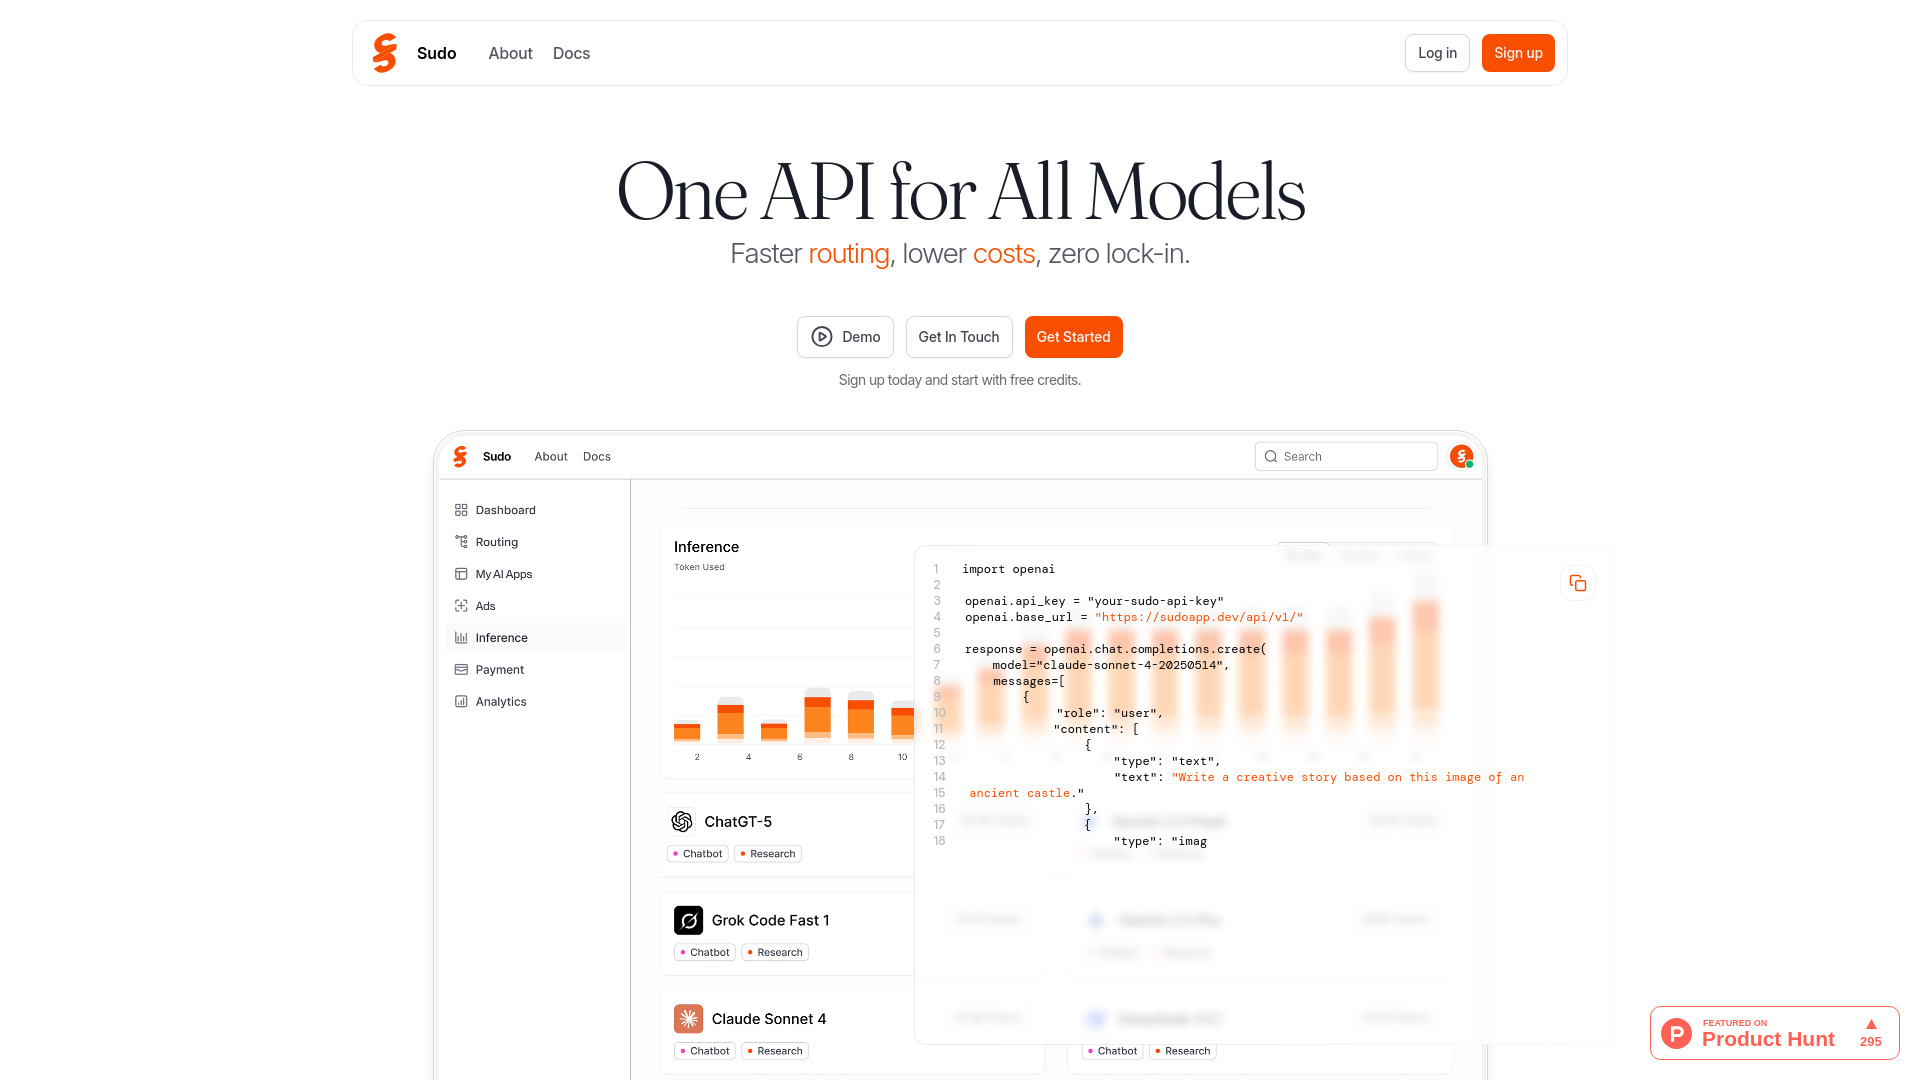 Sudo
About
Docs
Log in
Sign up
One API for All Models
Faster routing, lower costs, zero lock-in.
Demo
Get In Touch
Get Started
Sign up today and start with free credits.
Sudo
About
Docs
Search
Dashboard
Routing
My AI Apps
Ads
Inference
Payment
Analytics
Inference
Token Used
2 4 6 8 10
1 import openai
2
3 openai.api_key = "your-sudo-api-key"
4 openai.base_url = "https://sudoapp.dev/api/v1/"
5
6 response = openai.chat.completions.create(
7 model="claude-sonnet-4-20250514",
8 messages=[
9 {
10 "role": "user",
11 "content": [
12 {
13 "type": "text",
14 "text": "Write a creative story based on this image of an
15 ancient castle."
16 },
17 {
18 "type": "imag
ChatGT-5
Chatbot
Research
Grok Code Fast 1
Chatbot
Research
Claude Sonnet 4
Chatbot
Research
Chatbot
Research
FEATURED ON
Product Hunt
295